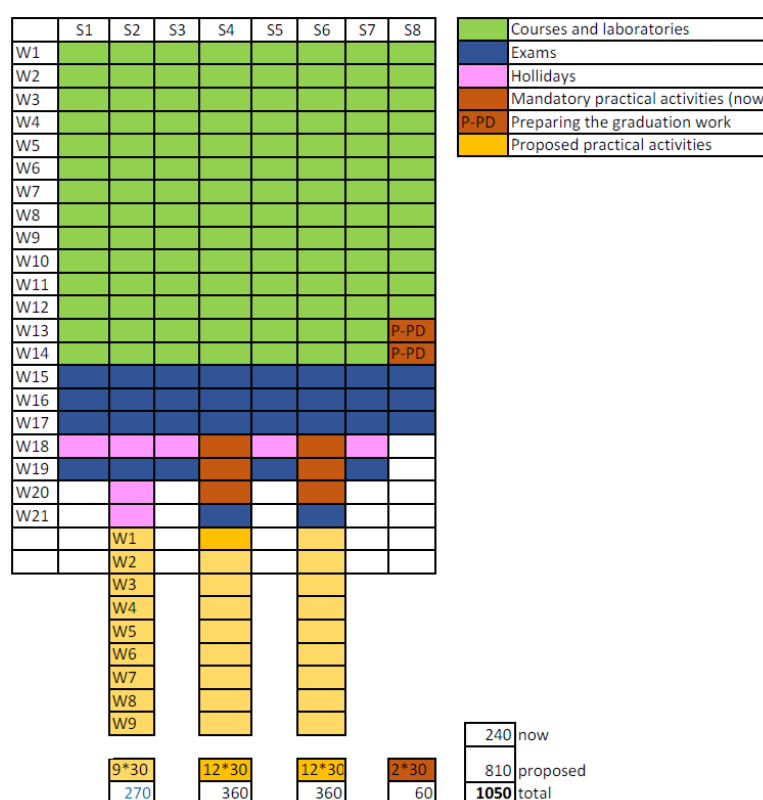 S1 S2 S3 S4 S5 S6 S7 S8
Courses and laboratories
W1
Exams
W2
Hollidays
W3
Mandatory practical activities (now
W4
P-PD Preparing the graduation work
W5
Proposed practical activities
W6
W7
W8
W9
W10
W11
W12
W13 P-PD
W14 P-PD
W15
W16
W17
W18
W19
W20
W21
W1
W2
W3
W4
W5
W6
W7
W8
W9
240 now
9*30 12*30 12*30 2*30
810 proposed
270 360 360 60
1050 total